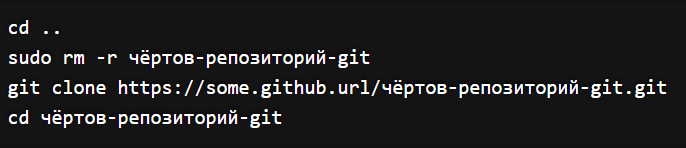 cd ..
sudo rm -r чёртов-репозиторий-git
git clone https://some.github.url/чёртов-репозиторий-git.git
cd чёртов-репозиторий-git